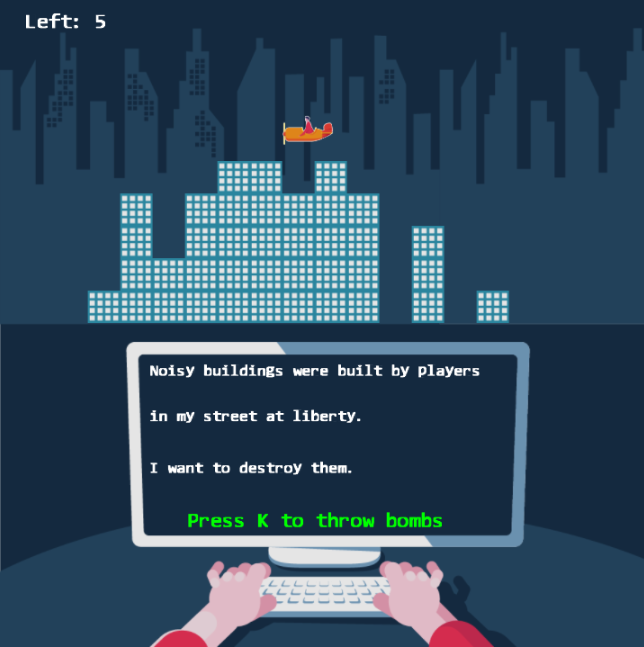 Left: 5
Noisy buildings were built by players
in my street at liberty.
I want to destroy them.
Press K to throw bombs